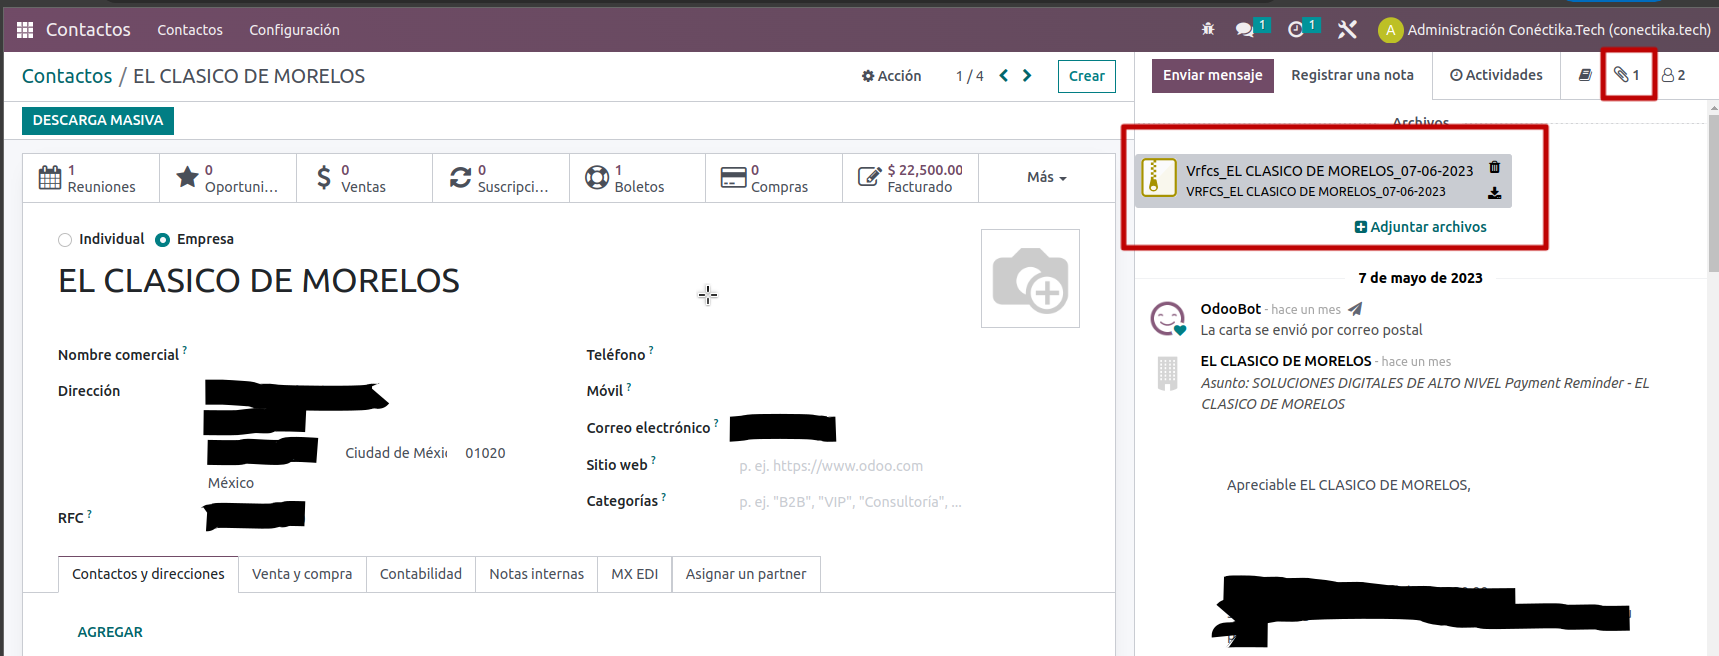 Contactos Contactos Configuración 1 1 A Administración Conéctika.Tech (conectika.tech)
Contactos / EL CLASICO DE MORELOS Acción 1 / 4 Crear
Enviar mensaje Registrar una nota Actividades 1 2
DESCARGA MASIVA
1 Reuniones
0 Oportuni...
0 Ventas
0 Suscripci...
1 Boletos
0 Compras
$ 22,500.00 Facturado
Más
Individual Empresa
EL CLASICO DE MORELOS
Nombre comercial ?
Dirección
Ciudad de Méxi 01020
México
RFC ?
Teléfono ?
Móvil ?
Correo electrónico ?
Sitio web ? p. ej. https://www.odoo.com
Categorías ? p. ej. "B2B", "VIP", "Consultoría", ...
Contactos y direcciones Venta y compra Contabilidad Notas internas MX EDI Asignar un partner
AGREGAR
Archivos
Vrfcs_EL CLASICO DE MORELOS_07-06-2023
VRFCS_EL CLASICO DE MORELOS_07-06-2023
Adjuntar archivos
7 de mayo de 2023
OdooBot - hace un mes
La carta se envió por correo postal
EL CLASICO DE MORELOS - hace un mes
Asunto: SOLUCIONES DIGITALES DE ALTO NIVEL Payment Reminder - EL
CLASICO DE MORELOS
Apreciable EL CLASICO DE MORELOS,